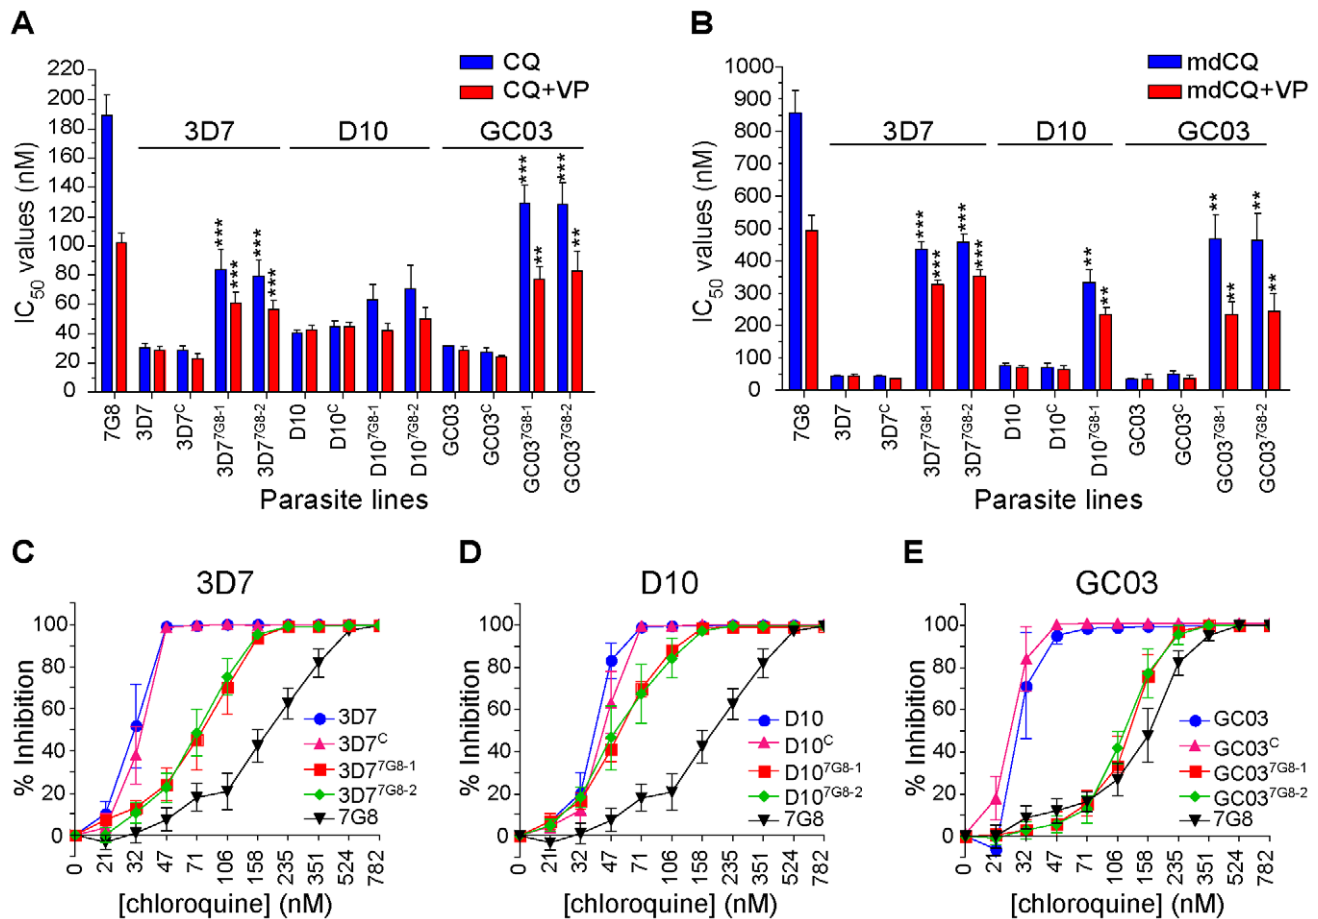 A
IC50 values (nM)
220
200
180
160
140
120
100
80
60
40
20
0
CQ
CQ+VP
3D7
D10
GC03
***
***
***
***
***
**
***
**
7G8
3D7
3D7C
3D77G8-1
3D77G8-2
D10
D10C
D107G8-1
D107G8-2
GC03
GC03C
GC037G8-1
GC037G8-2
Parasite lines
B
IC50 values (nM)
1000
900
800
700
600
500
400
300
200
100
0
mdCQ
mdCQ+VP
3D7
D10
GC03
***
***
***
***
**
**
**
**
**
**
7G8
3D7
3D7C
3D77G8-1
3D77G8-2
D10
D10C
D107G8-1
GC03
GC03C
GC037G8-1
GC037G8-2
Parasite lines
C
3D7
% Inhibition
100
80
60
40
20
0
3D7
3D7C
3D77G8-1
3D77G8-2
7G8
0
21
32
47
71
106
158
235
351
524
782
[chloroquine] (nM)
D
D10
% Inhibition
100
80
60
40
20
0
D10
D10C
D107G8-1
D107G8-2
7G8
0
21
32
47
71
106
158
235
351
524
782
[chloroquine] (nM)
E
GC03
% Inhibition
100
80
60
40
20
0
GC03
GC03C
GC037G8-1
GC037G8-2
7G8
0
21
32
47
71
106
158
235
351
524
782
[chloroquine] (nM)